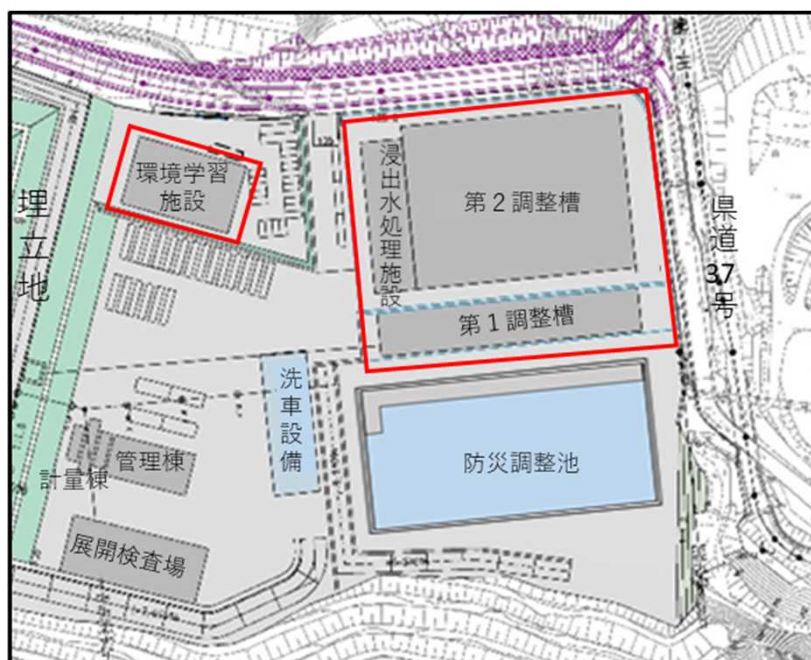 環境学習
施設
浸出水処理施設
第２調整槽
第１調整槽
埋立地
県道37号
洗車設備
防災調整池
管理棟
計量棟
展開検査場